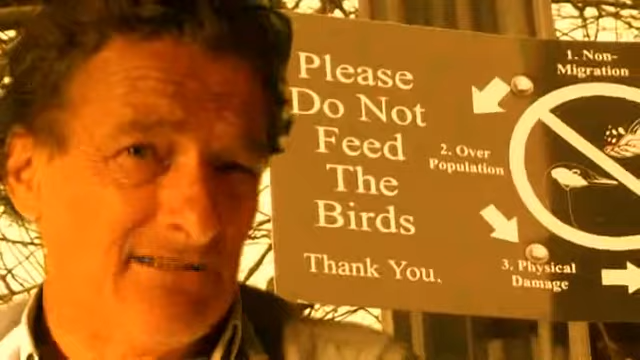 Please
Do Not
Feed
The
Birds
Thank You.
1. Non-
Migration
2. Over
Population
3. Physical
Damage